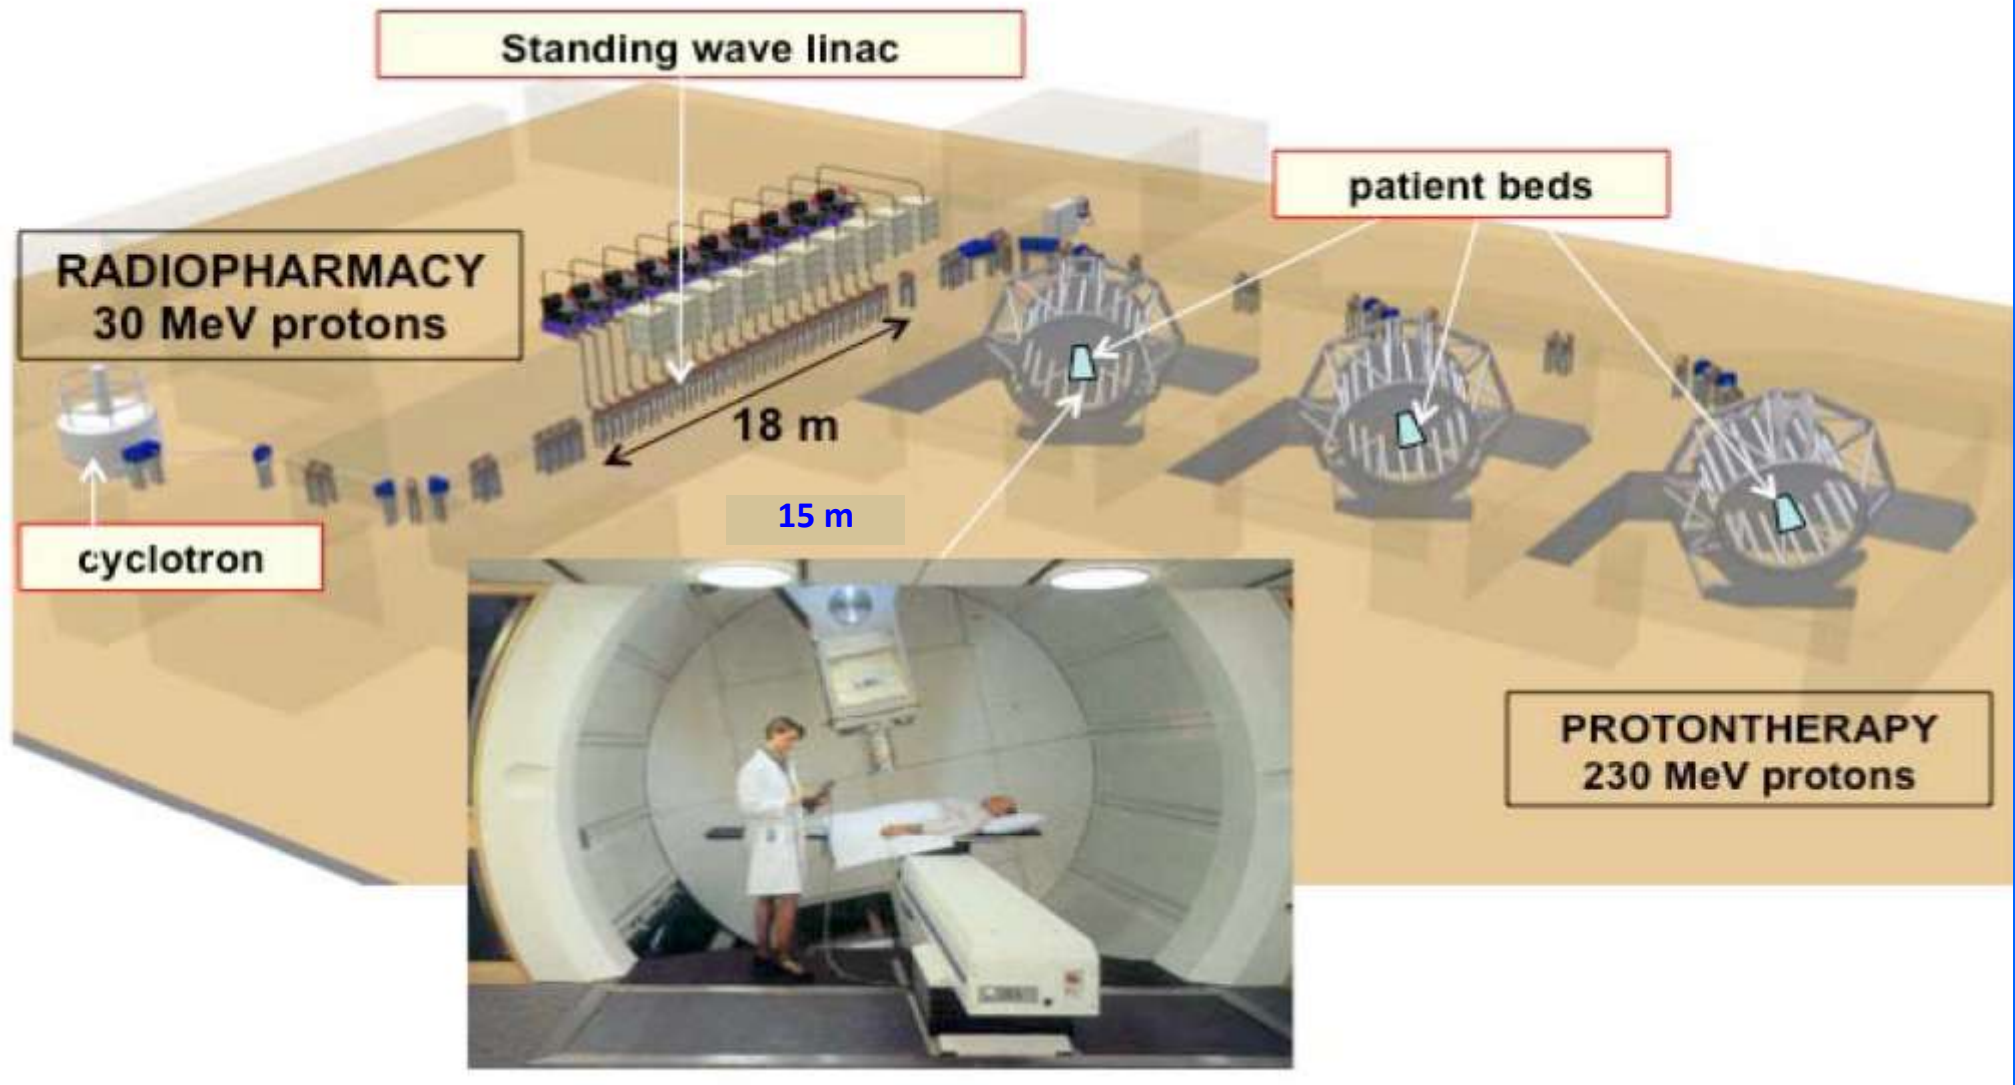 Standing wave linac
patient beds
RADIOPHARMACY
30 MeV protons
18 m
15 m
cyclotron
PROTONTHERAPY
230 MeV protons